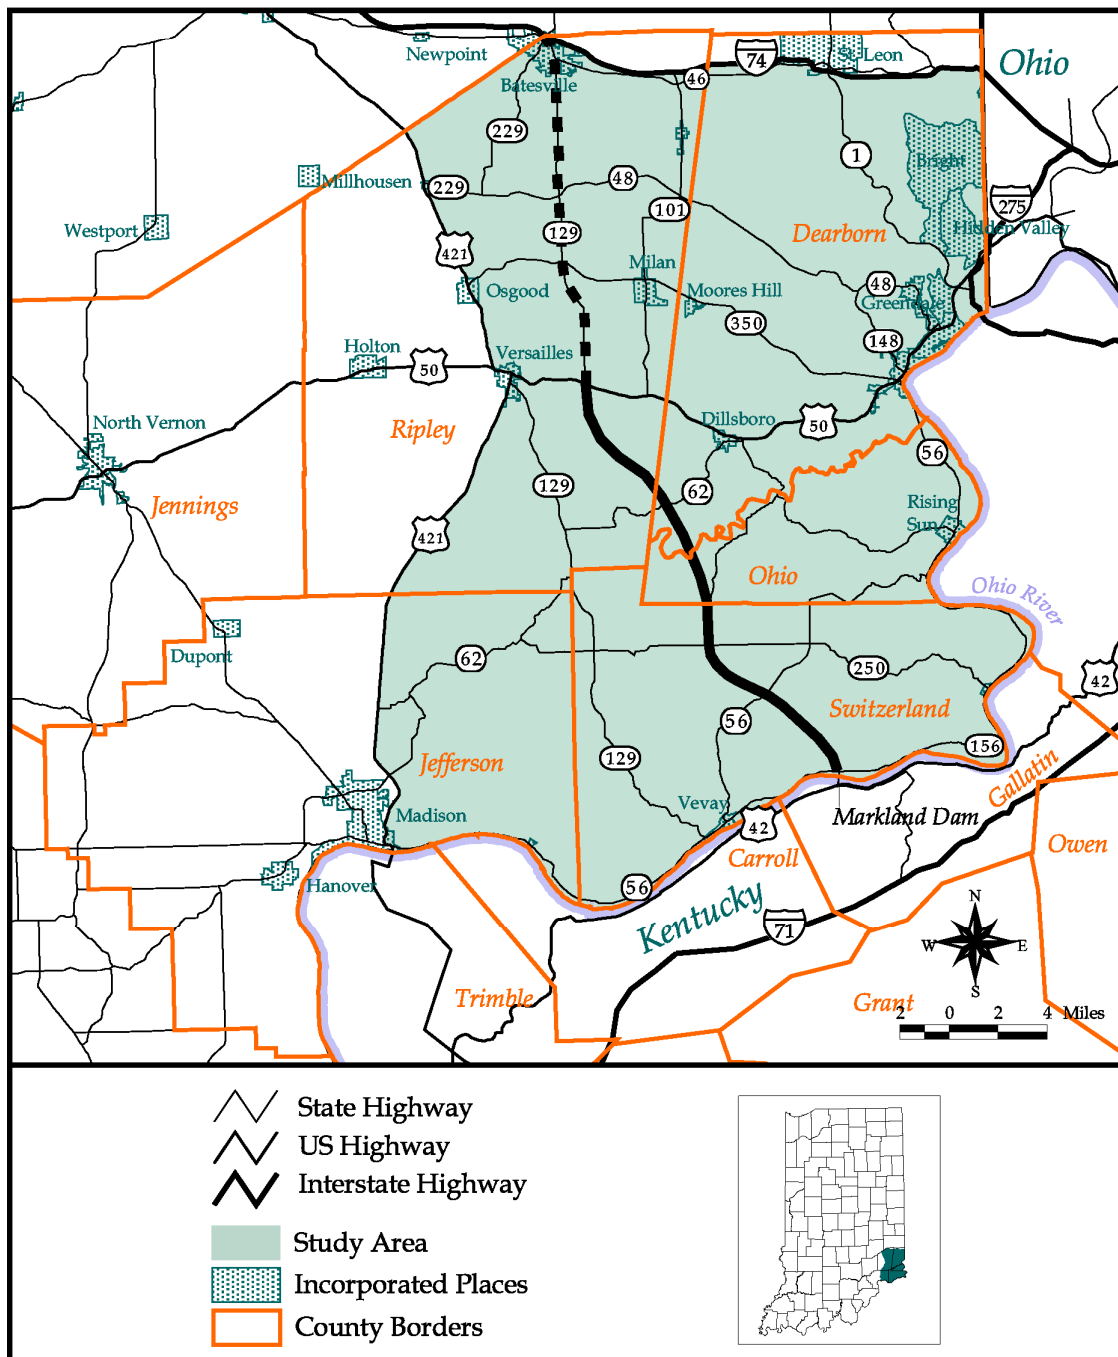 Newpoint
74
St. Leon
Ohio
Batesville
46
229
1
Bright
Millhousen
229
48
275
101
Westport
129
Dearborn
Hidden Valley
421
Milan
Osgood
Moores Hill
48
Greendale
350
148
Holton
Versailles
50
North Vernon
Ripley
Dillsboro
50
56
129
62
Jennings
Rising
Sun
421
Ohio
Ohio River
Dupont
62
250
42
Switzerland
56
129
156
Jefferson
Gallatin
Madison
Vevay
42
Markland Dam
Carroll
Owen
Hanover
56
Kentucky
71
N
W
E
S
Trimble
Grant
2 0 2 4 Miles
State Highway
US Highway
Interstate Highway
Study Area
Incorporated Places
County Borders